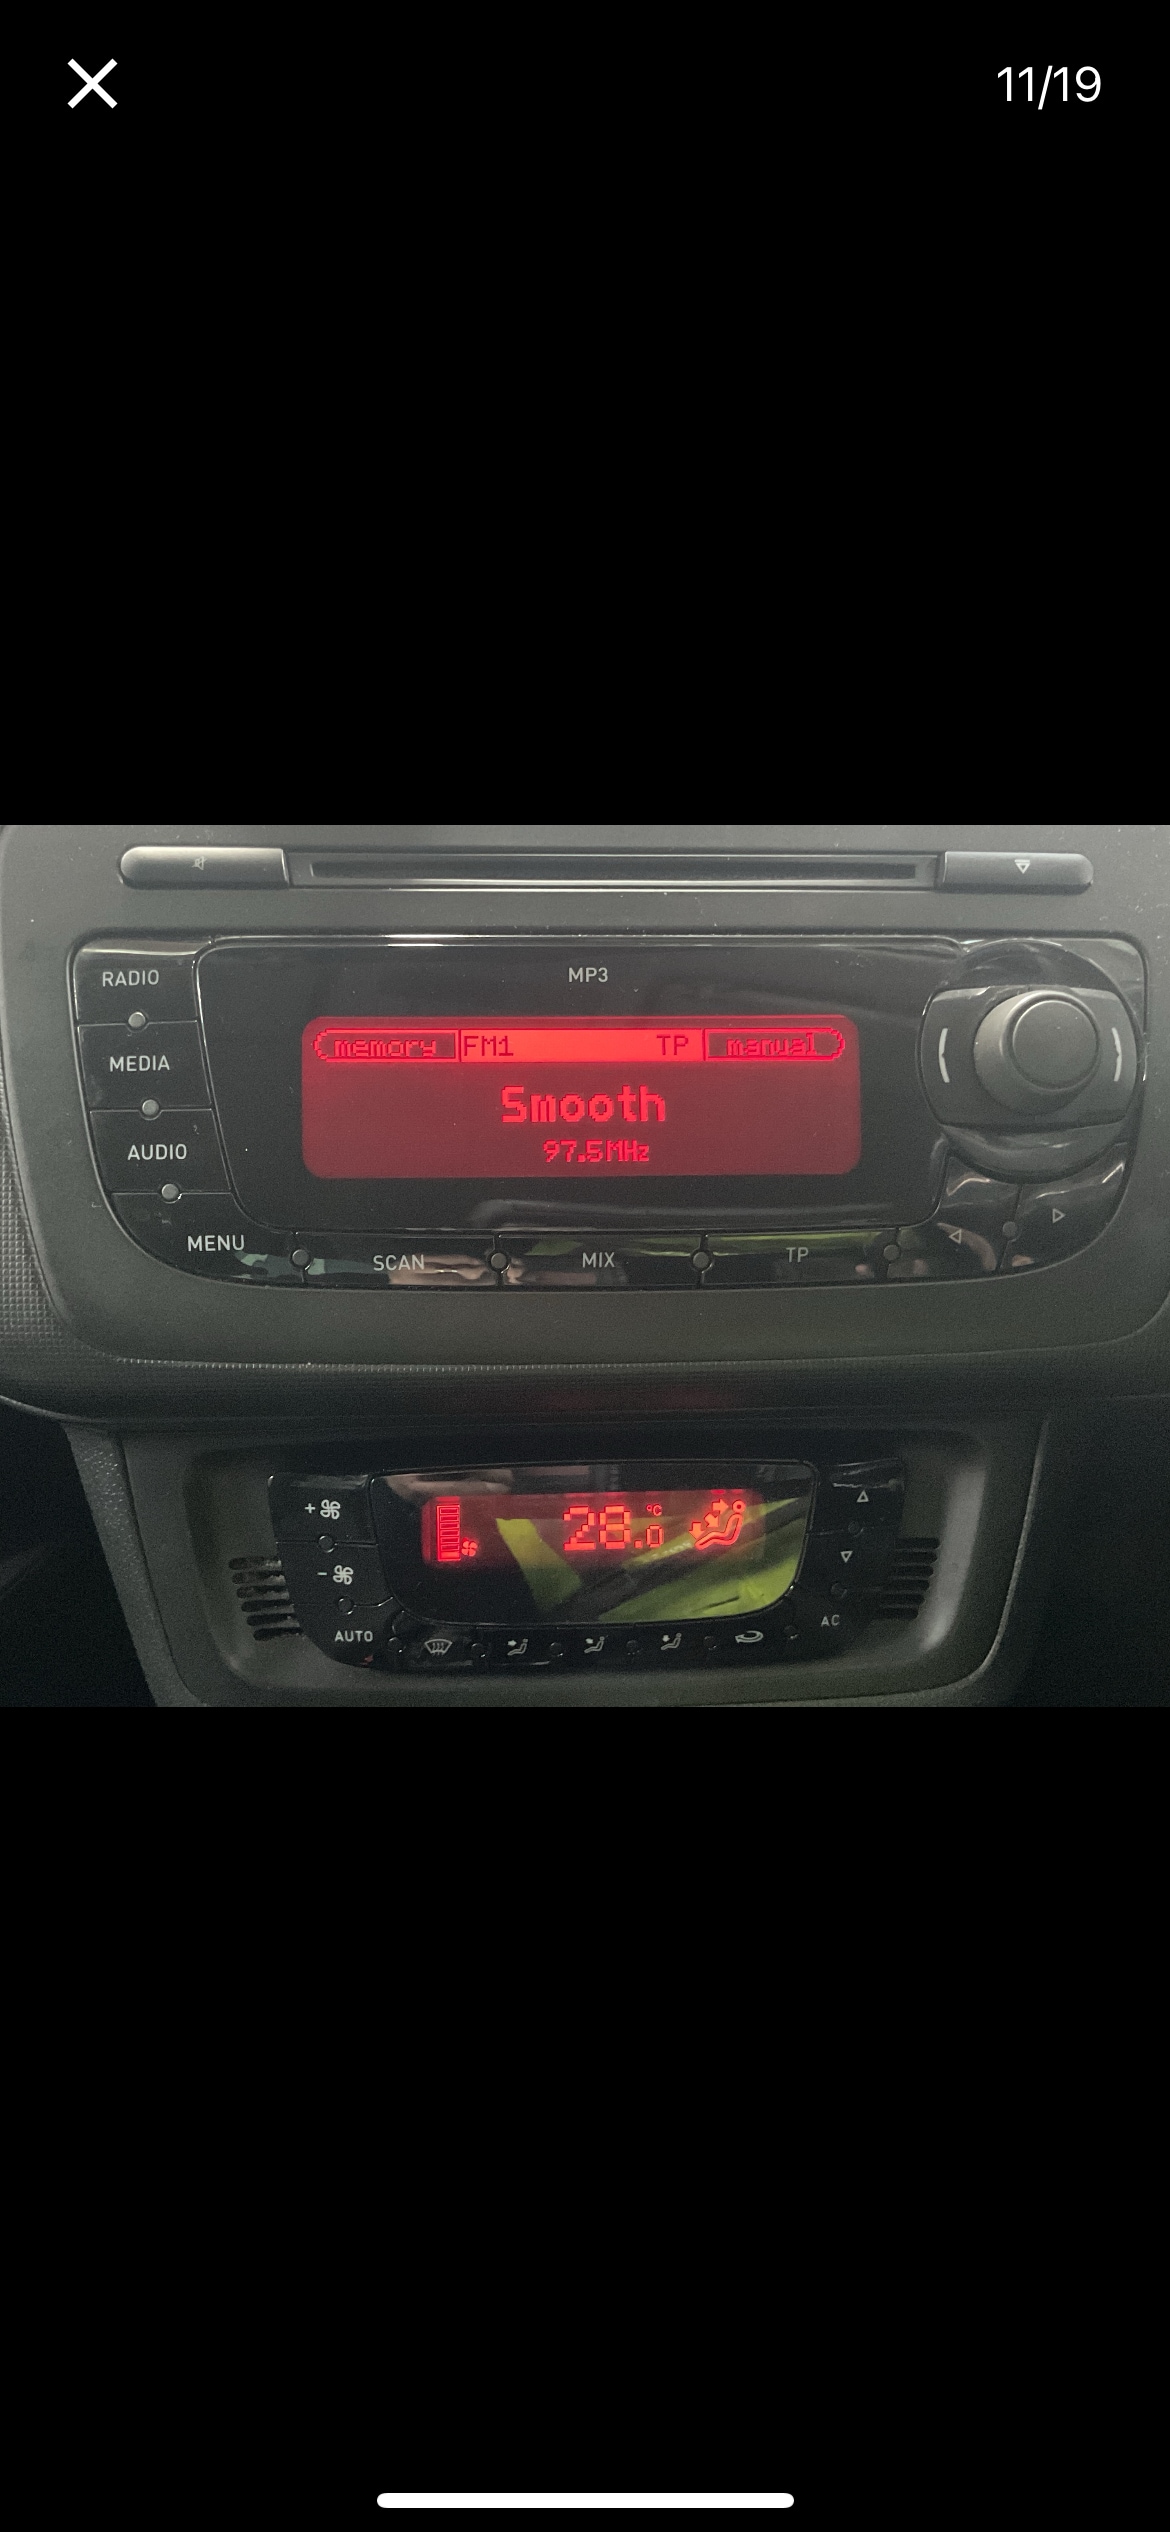 11/19
MP3
RADIO
MEDIA
AUDIO
MENU
memory FM1 TP manual
Smooth
97.5MHz
SCAN MIX TP
+
28.0 °C
-
AUTO
AC